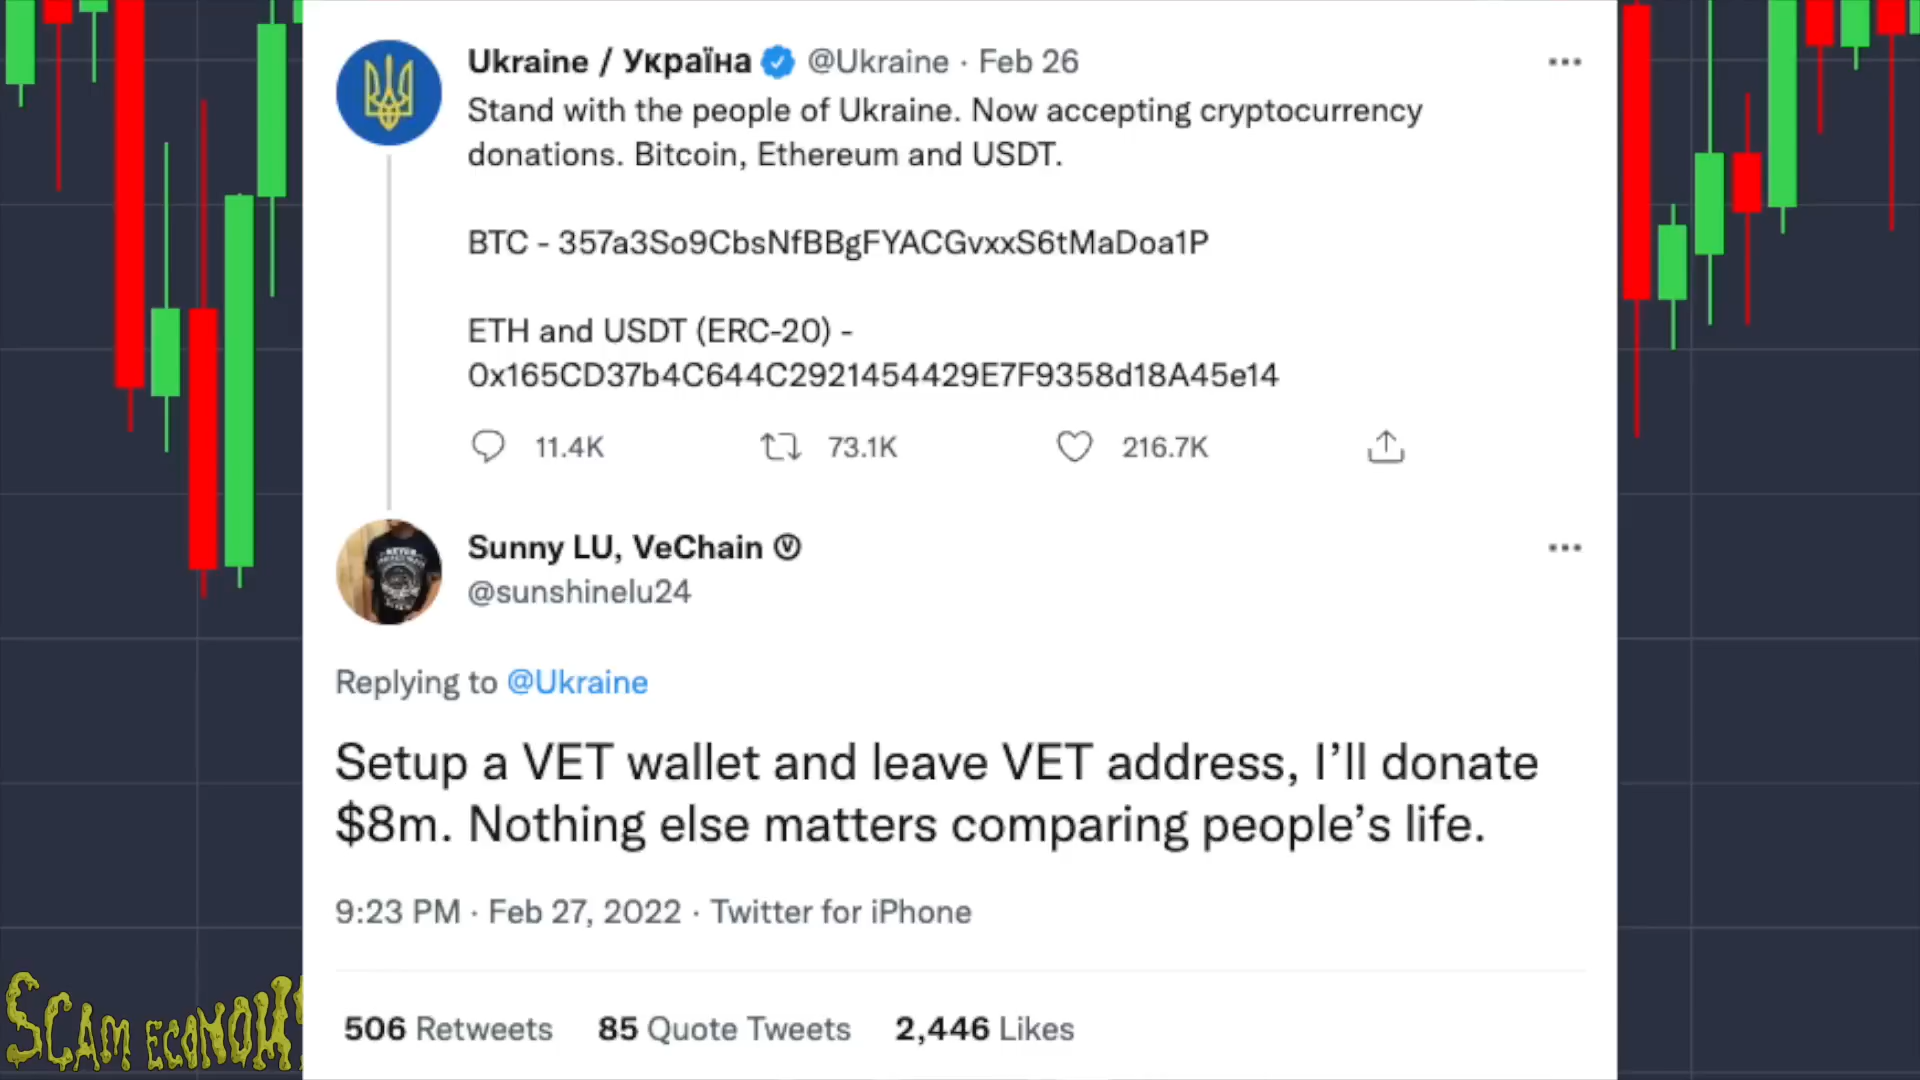 Ukraine / Україна @Ukraine · Feb 26
Stand with the people of Ukraine. Now accepting cryptocurrency
donations. Bitcoin, Ethereum and USDT.
BTC - 357a3So9CbsNfBBgFYACGvxxS6tMaDoa1P
ETH and USDT (ERC-20) -
0x165CD37b4C644C2921454429E7F9358d18A45e14
11.4K 73.1K 216.7K
Sunny LU, VeChain Ⓥ
@sunshinelu24
Replying to @Ukraine
Setup a VET wallet and leave VET address, I’ll donate
$8m. Nothing else matters comparing people’s life.
9:23 PM · Feb 27, 2022 · Twitter for iPhone
506 Retweets 85 Quote Tweets 2,446 Likes
SCAM ECONOMY